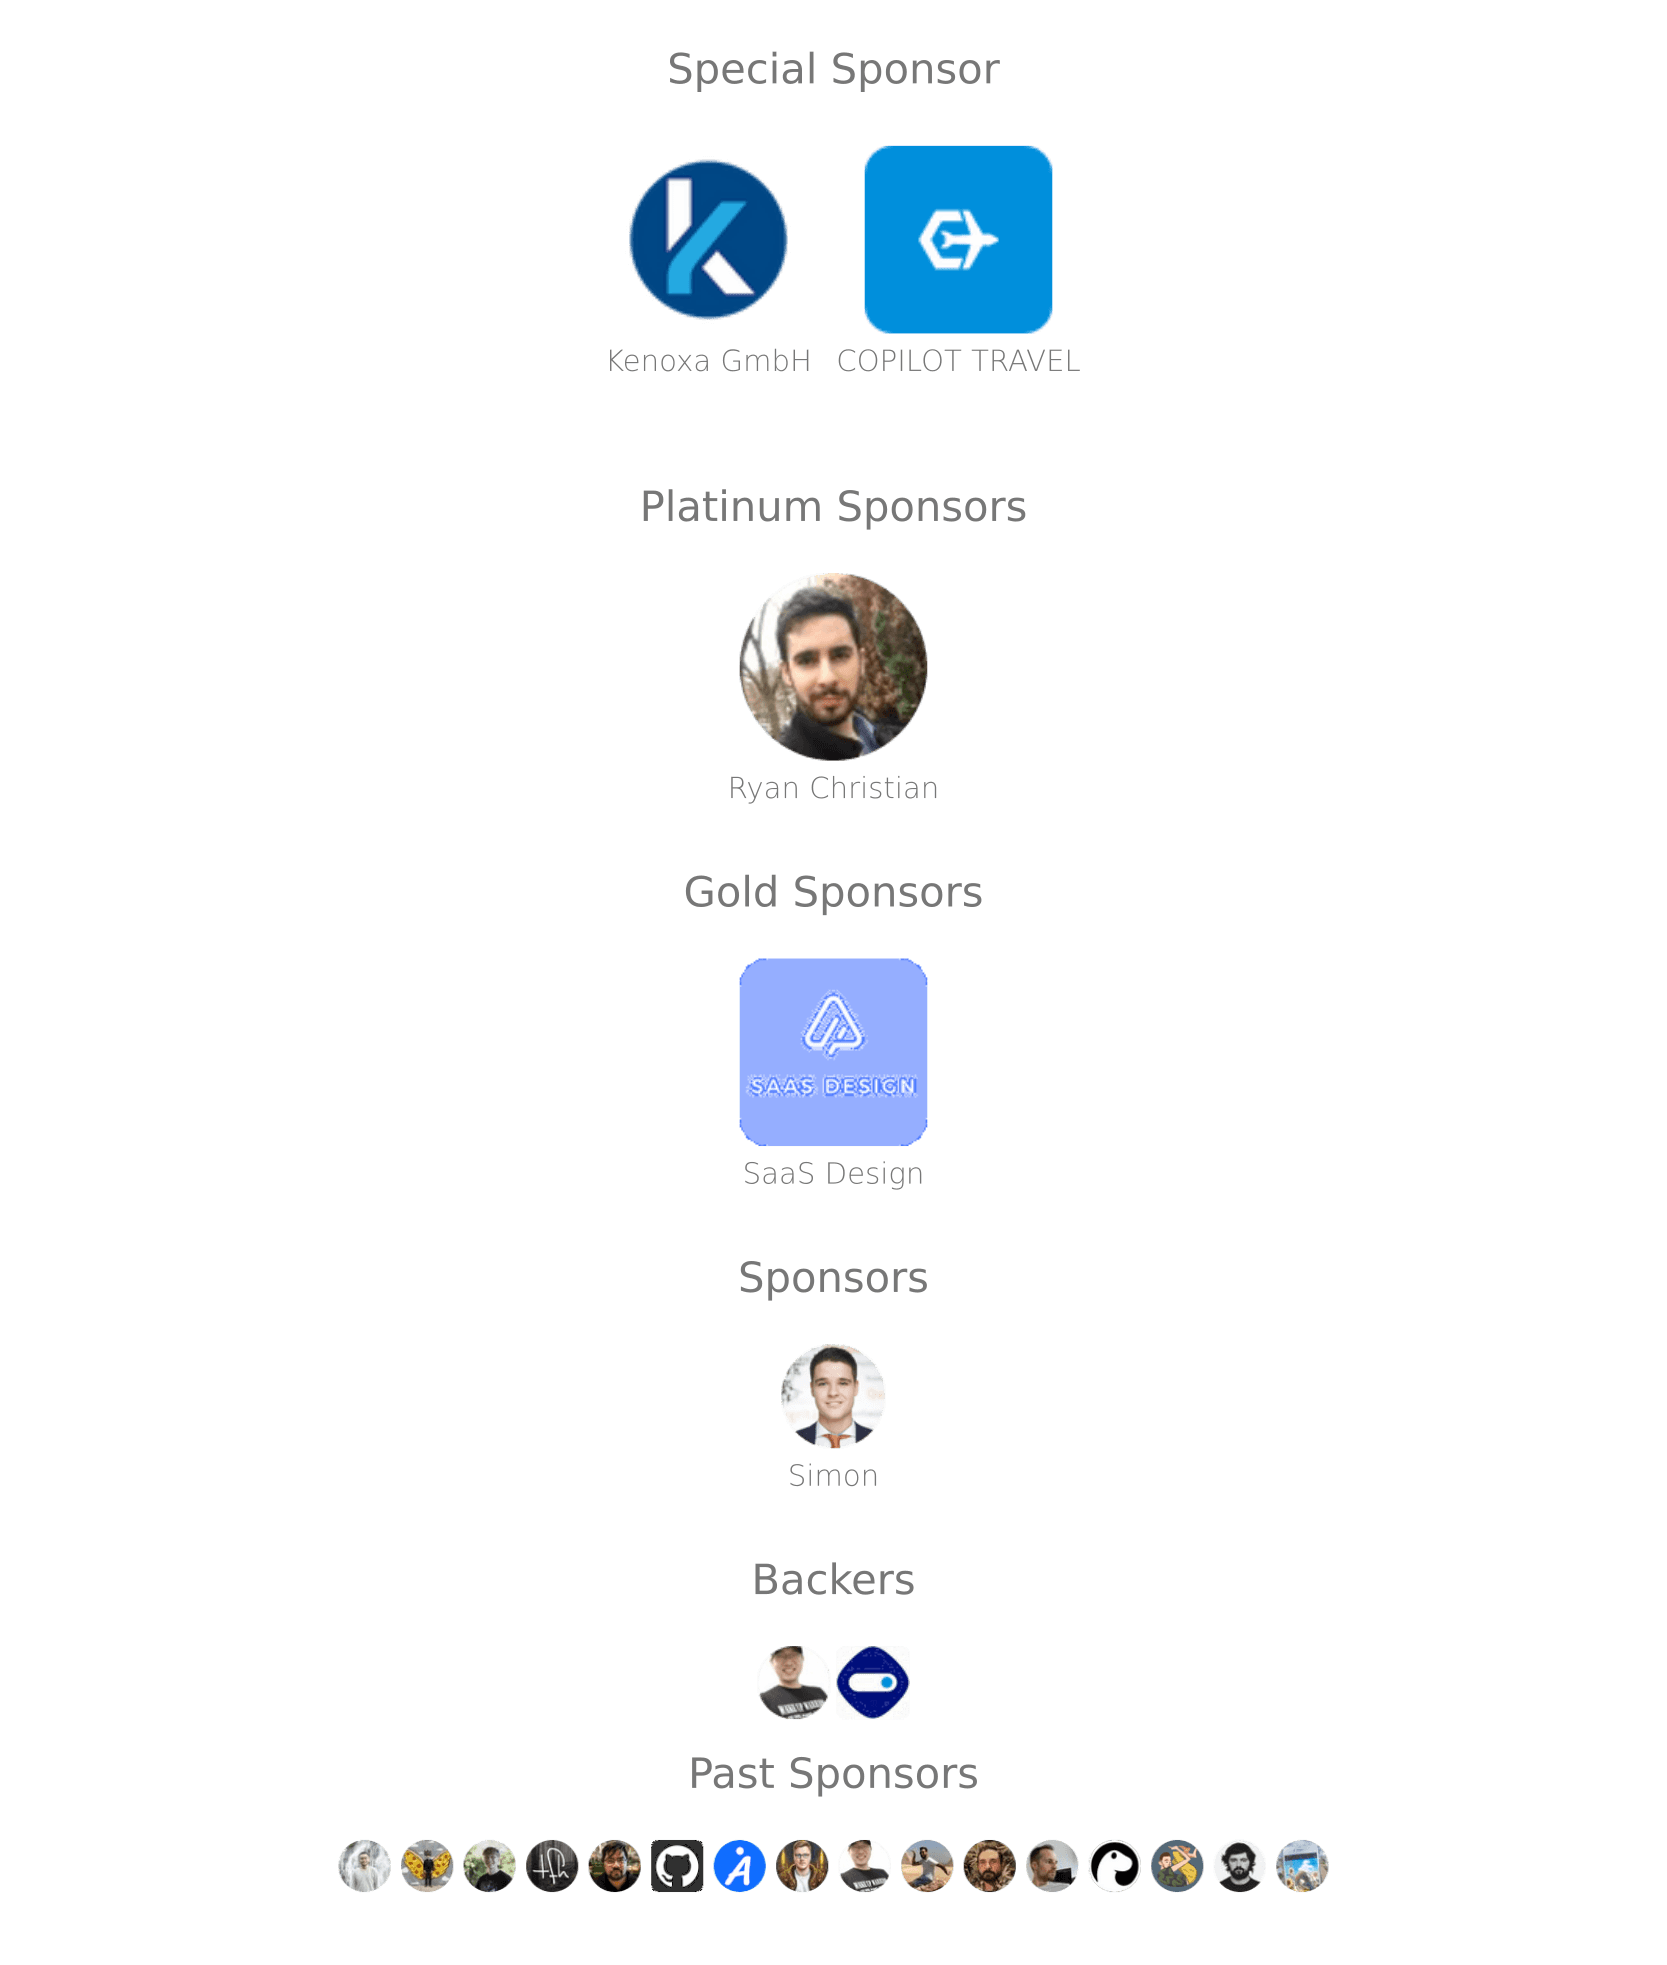 Special Sponsor
Kenoxa GmbH COPILOT TRAVEL
Platinum Sponsors
Ryan Christian
Gold Sponsors
SAAS DESIGN
SaaS Design
Sponsors
Simon
Backers
Past Sponsors